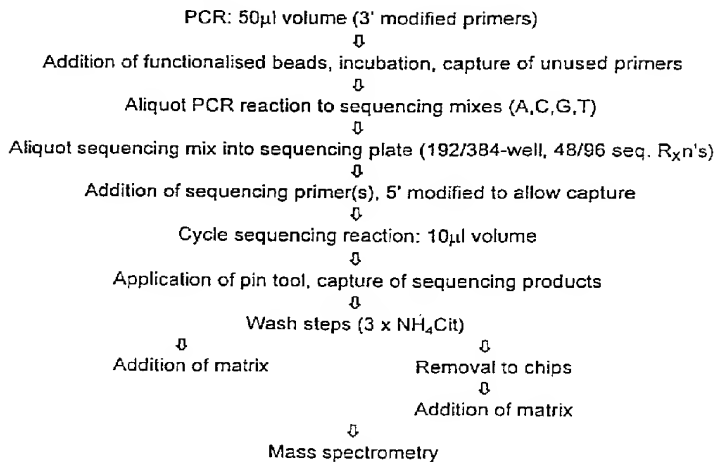 PCR: 50μl volume (3' modified primers)
⇩
Addition of functionalised beads, incubation, capture of unused primers
⇩
Aliquot PCR reaction to sequencing mixes (A,C,G,T)
⇩
Aliquot sequencing mix into sequencing plate (192/384-well, 48/96 seq. RXn's)
⇩
Addition of sequencing primer(s), 5' modified to allow capture
⇩
Cycle sequencing reaction: 10μl volume
⇩
Application of pin tool, capture of sequencing products
⇩
Wash steps (3 x NH4Cit)
⇩ ⇩
Addition of matrix Removal to chips
⇩
Addition of matrix
⇩
Mass spectrometry